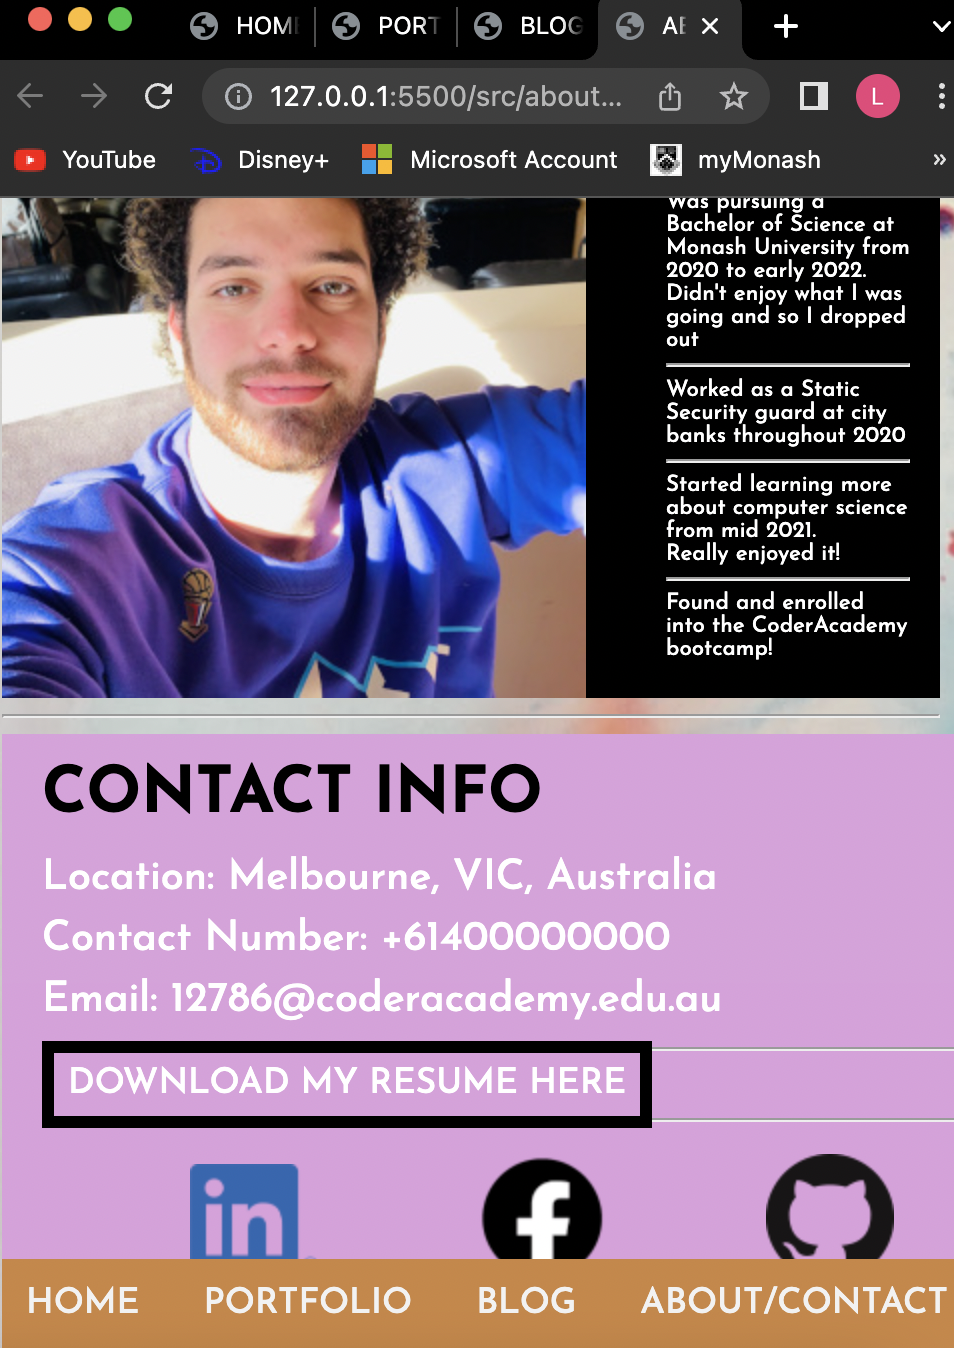 HOME
PORT
BLOG
AB
127.0.0.1:5500/src/about...
L
YouTube
Disney+
Microsoft Account
myMonash
»
Was pursuing a
Bachelor of Science at
Monash University from
2020 to early 2022.
Didn't enjoy what I was
going and so I dropped
out
Worked as a Static
Security guard at city
banks throughout 2020
Started learning more
about computer science
from mid 2021.
Really enjoyed it!
Found and enrolled
into the CoderAcademy
bootcamp!
CONTACT INFO
Location: Melbourne, VIC, Australia
Contact Number: +61400000000
Email: 12786@coderacademy.edu.au
DOWNLOAD MY RESUME HERE
in
f
HOME PORTFOLIO BLOG ABOUT/CONTACT